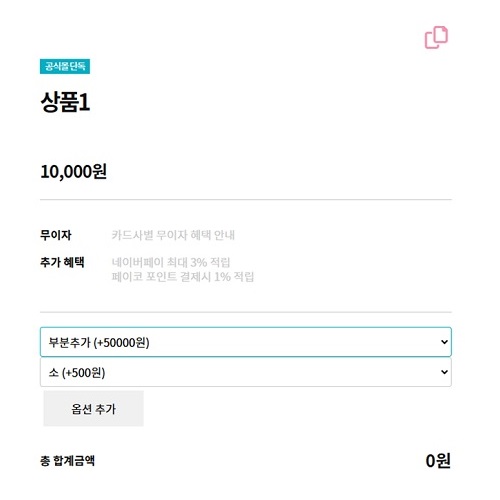 공식몰 단독
상품1
10,000원
무이자 카드사별 무이자 혜택 안내
추가 혜택 네이버페이 최대 3% 적립
페이코 포인트 결제시 1% 적립
부분추가 (+50000원)
소 (+500원)
옵션 추가
총 합계금액 0원